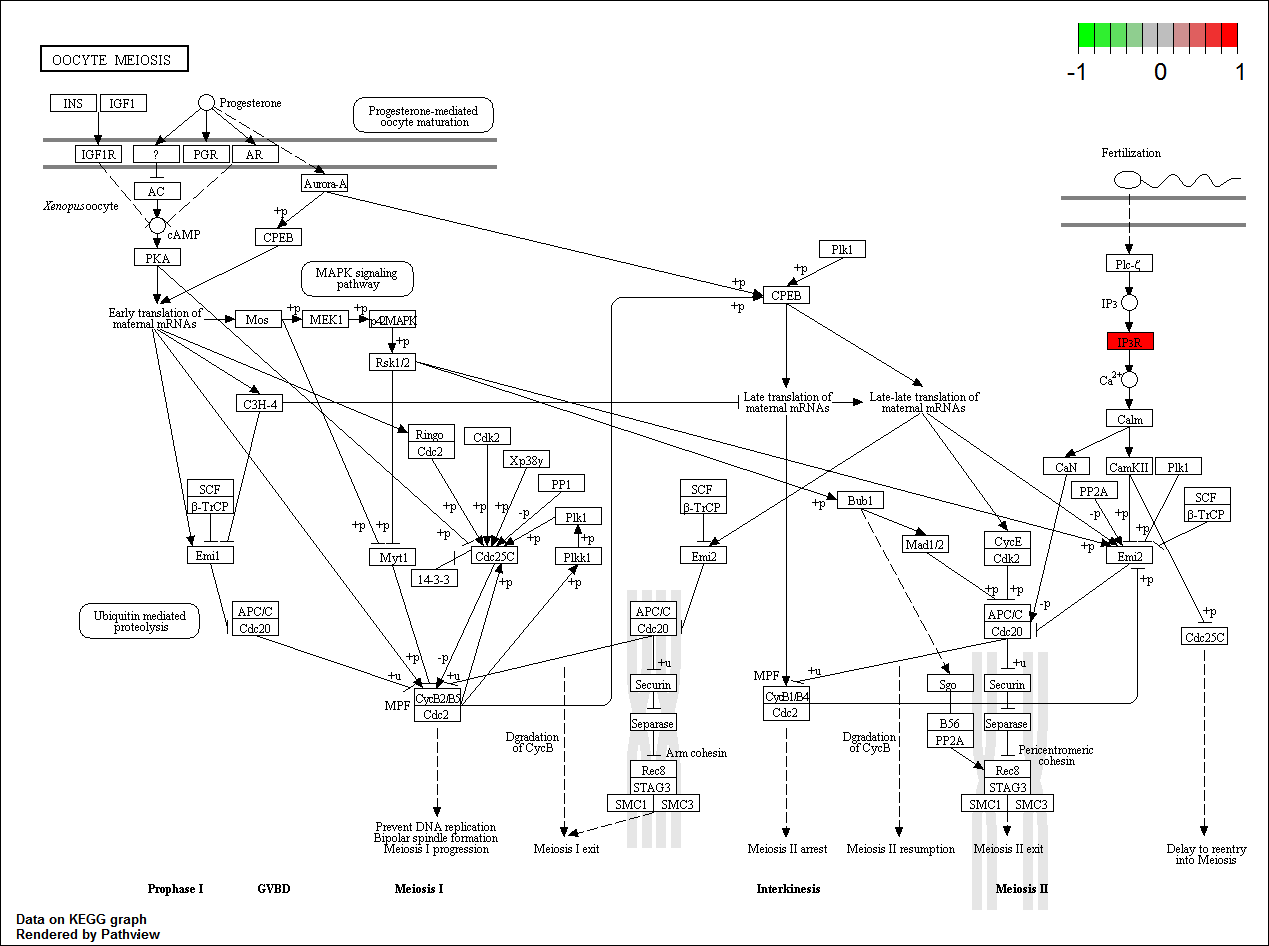 OOCYTE MEIOSIS
-1 0 1
INS
IGF1
Progesterone
Progesterone-mediated
oocyte maturation
IGF1R
?
PGR
AR
Fertilization
Aurora-A
AC
Xenopus oocyte
+p
cAMP
CPEB
PKA
Plk1
+p
Plc-ζ
MAPK signaling
pathway
+p
CPEB
+p
IP3
Early translation of
maternal mRNAs
Mos
+p
MEK1
+p
p42MAPK
+p
Rsk1/2
IP3R
Ca2+
C3H-4
Late translation of
maternal mRNAs
Late-late translation of
maternal mRNAs
Calm
Ringo
Cdc2
Cdk2
Xp38γ
PP1
CaN
CamKII
Plk1
SCF
β-TrCP
SCF
β-TrCP
PP2A
SCF
β-TrCP
Bub1
+p
+p
+p
+p
+p
+p
-p
Plk1
+p
+p
-p
+p
+p
+p
Emi1
Myt1
Cdc25C
Plkk1
14-3-3
+p
+p
Emi2
Mad1/2
CycE
Cdk2
+p
Emi2
+p
+p
+p
-p
+p
Ubiquitin mediated
proteolysis
APC/C
Cdc20
APC/C
Cdc20
APC/C
Cdc20
Cdc25C
+p
-p
+u
+u
+u
+u
+u
MPF
CycB2/B5
Cdc2
Securin
MPF
CycB1/B4
Cdc2
Sgo
Securin
Separase
B56
PP2A
Separase
Dgradation
of CycB
Arm cohesin
Dgradation
of CycB
Pericentromeric
cohesin
Rec8
STAG3
SMC1
SMC3
Rec8
STAG3
SMC1
SMC3
Prevent DNA replication
Bipolar spindle formation
Meiosis I progression
Meiosis I exit
Meiosis II arrest
Meiosis II resumption
Meiosis II exit
Delay to reentry
into Meiosis
Prophase I
GVBD
Meiosis I
Interkinesis
Meiosis II
Data on KEGG graph
Rendered by Pathview